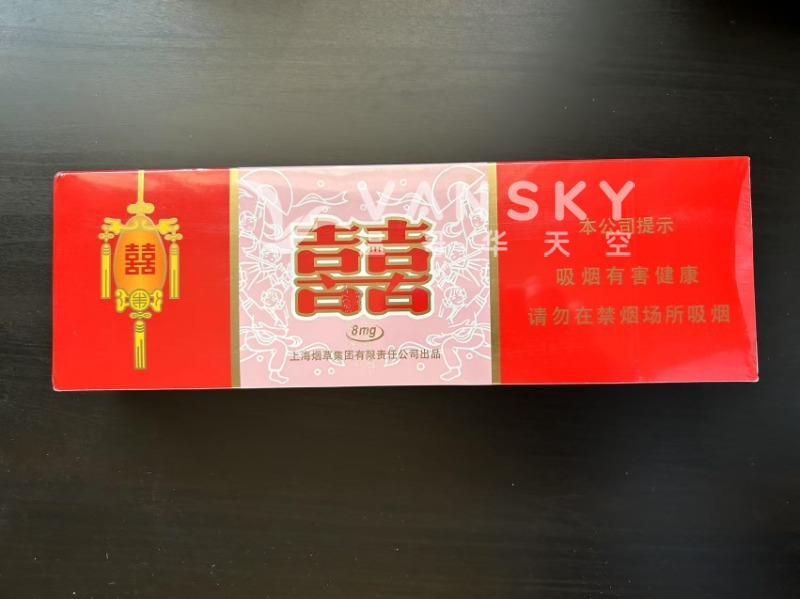 囍
VANSKY
温哥华天空
囍
8mg
上海烟草集团有限责任公司出品
本公司提示
吸烟有害健康
请勿在禁烟场所吸烟